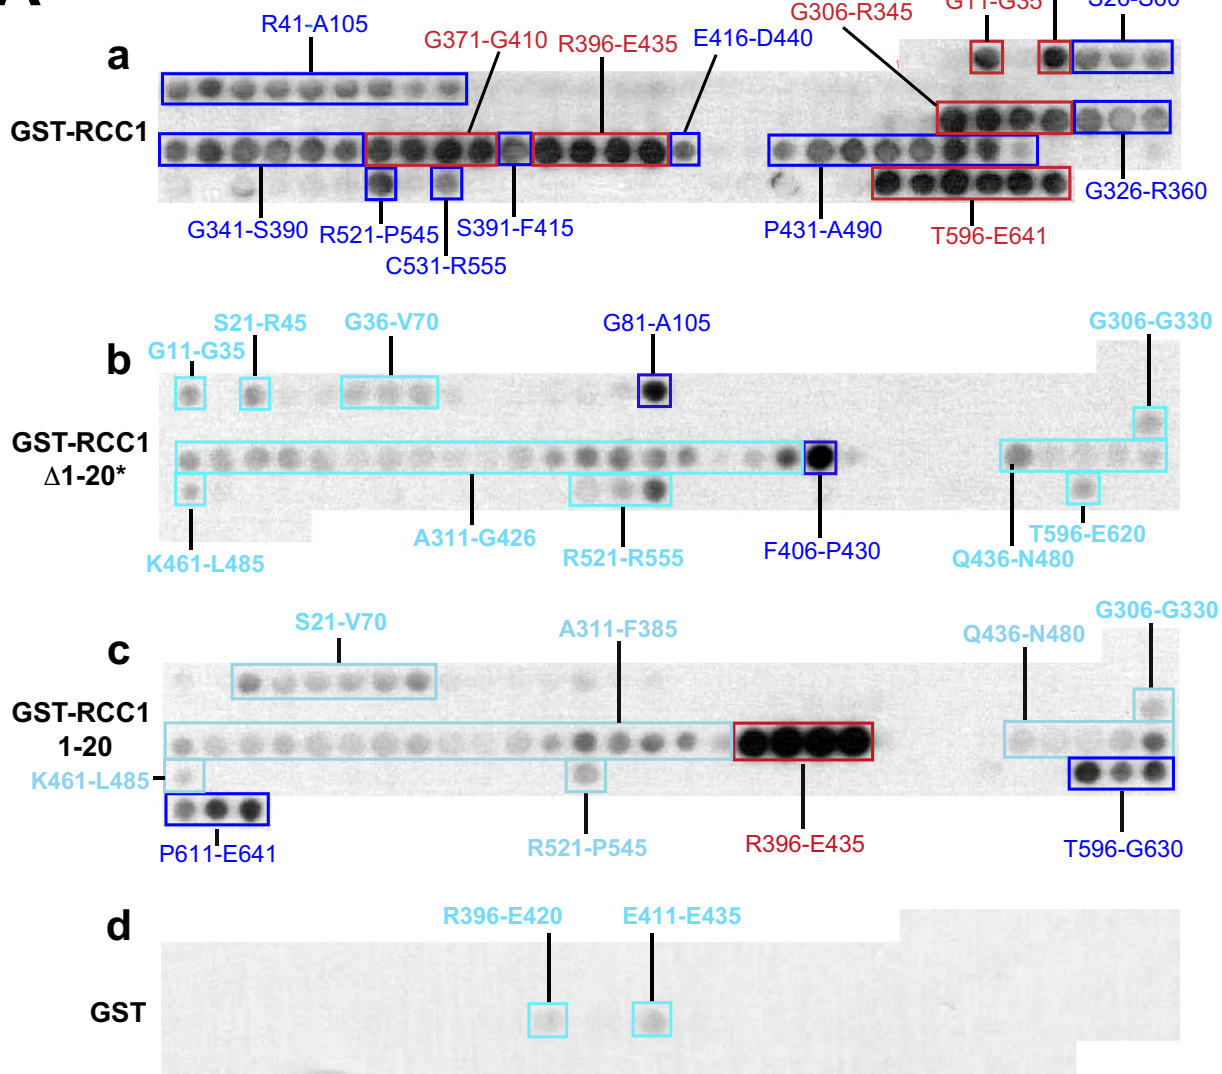 a
R41-A105
G371-G410
R396-E435
E416-D440
G306-R345
G11-G35
S26-S60
GST-RCC1
G341-S390
R521-P545
C531-R555
S391-F415
P431-A490
T596-E641
G326-R360
b
G11-G35
S21-R45
G36-V70
G81-A105
G306-G330
GST-RCC1
Δ1-20*
K461-L485
A311-G426
R521-R555
F406-P430
Q436-N480
T596-E620
c
S21-V70
A311-F385
Q436-N480
G306-G330
GST-RCC1
1-20
K461-L485
P611-E641
R521-P545
R396-E435
T596-G630
d
R396-E420
E411-E435
GST